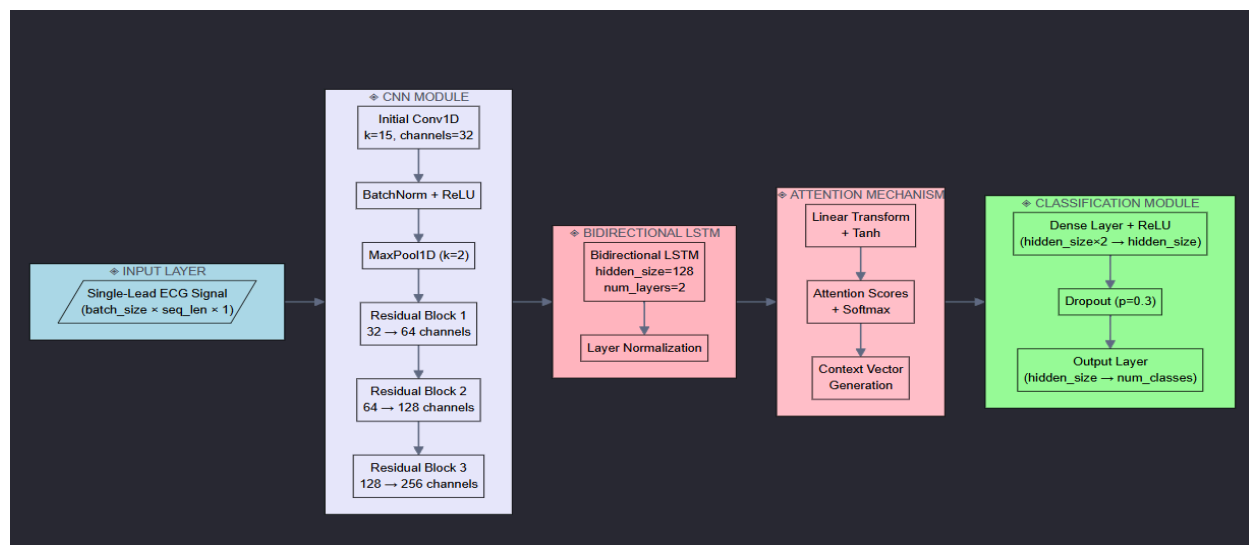 ◈ INPUT LAYER
Single-Lead ECG Signal
(batch_size × seq_len × 1)
◈ CNN MODULE
Initial Conv1D
k=15, channels=32
BatchNorm + ReLU
MaxPool1D (k=2)
Residual Block 1
32 → 64 channels
Residual Block 2
64 → 128 channels
Residual Block 3
128 → 256 channels
◈ BIDIRECTIONAL LSTM
Bidirectional LSTM
hidden_size=128
num_layers=2
Layer Normalization
◈ ATTENTION MECHANISM
Linear Transform
+ Tanh
Attention Scores
+ Softmax
Context Vector
Generation
◈ CLASSIFICATION MODULE
Dense Layer + ReLU
(hidden_size×2 → hidden_size)
Dropout (p=0.3)
Output Layer
(hidden_size → num_classes)